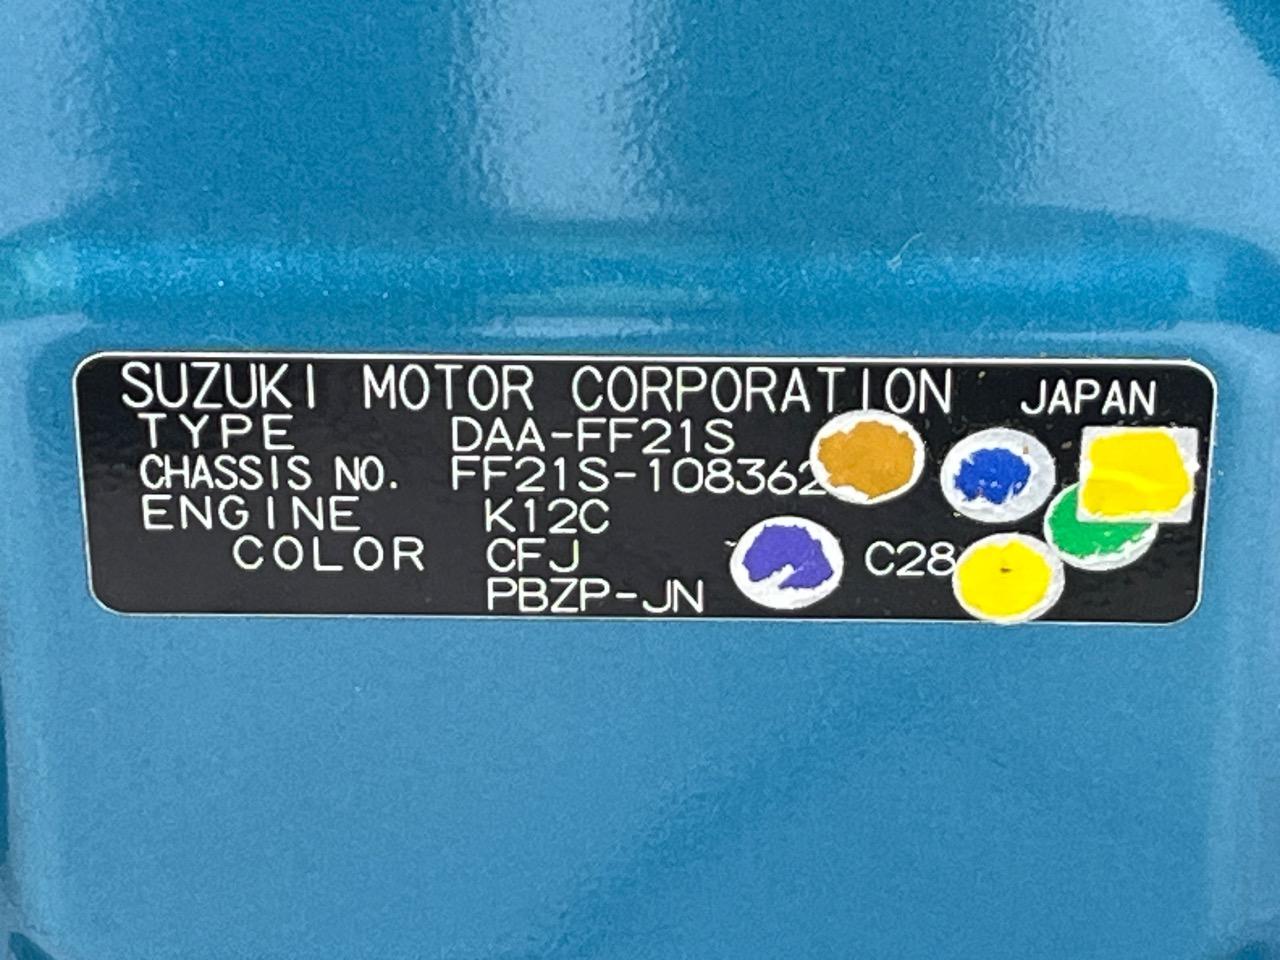 SUZUKI MOTOR CORPORATION JAPAN
TYPE DAA-FF21S
CHASSIS NO. FF21S-108362
ENGINE K12C
COLOR CFJ C28
PBZP-JN